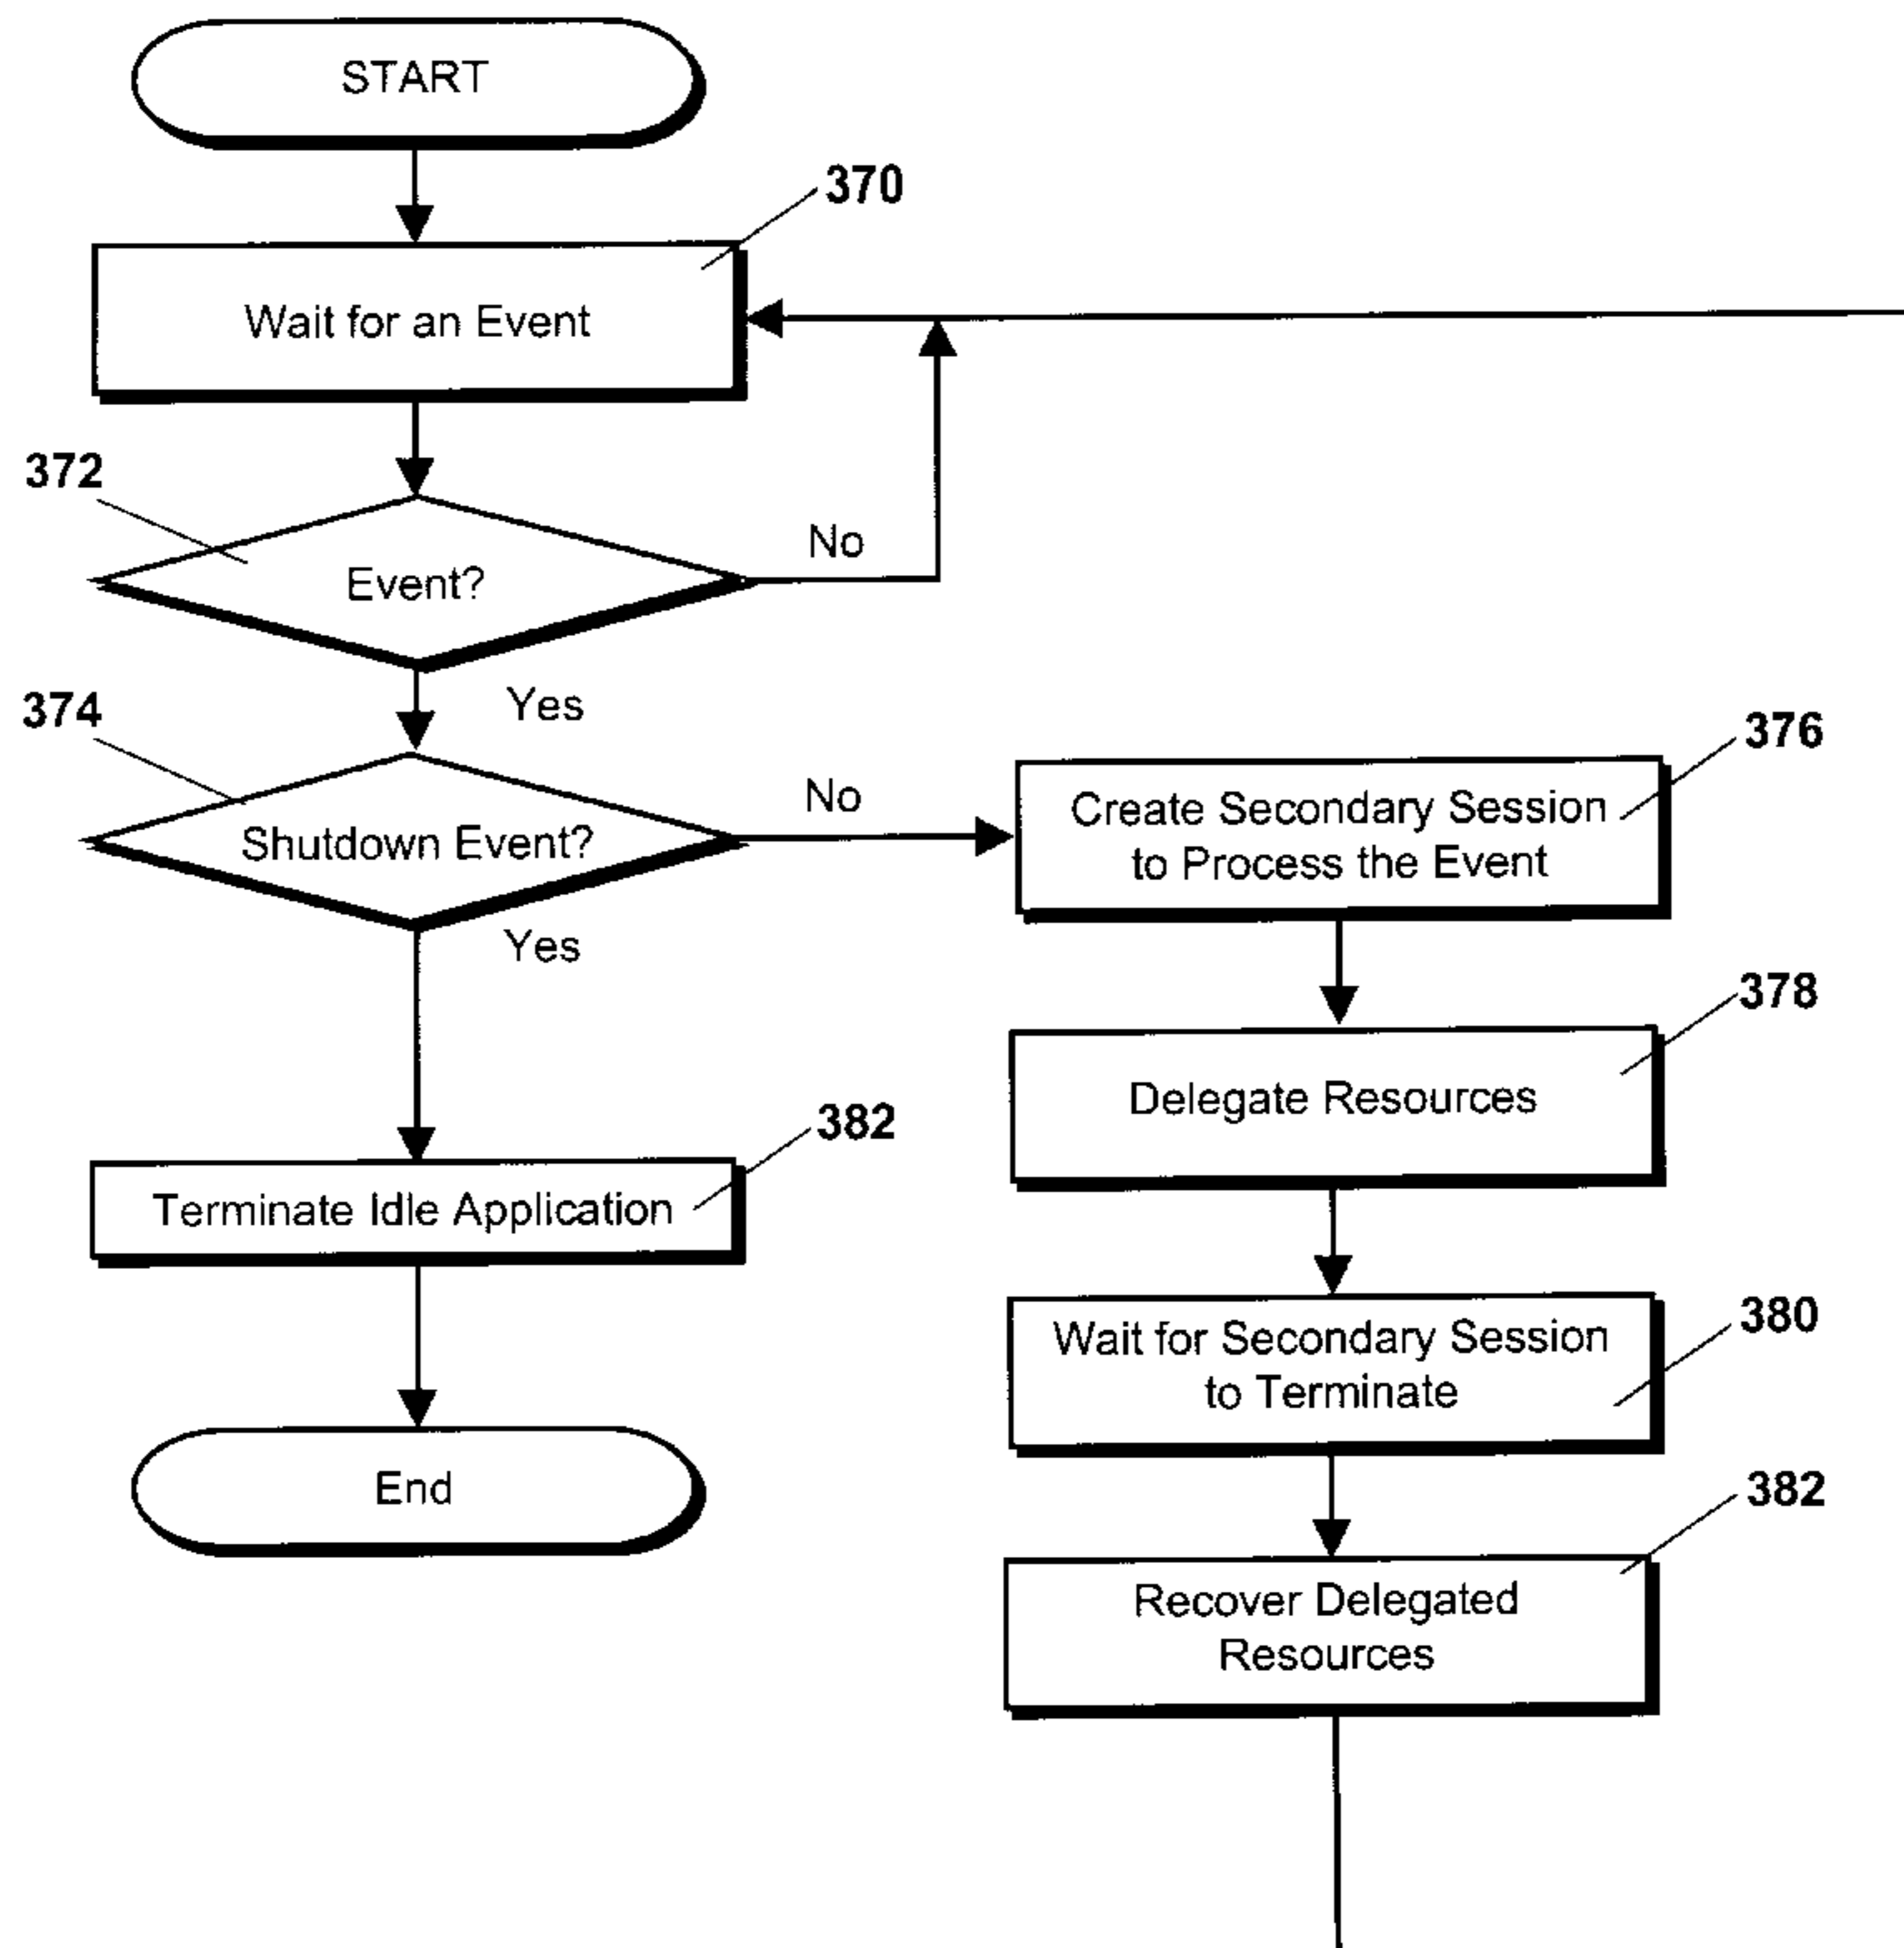 START
370
Wait for an Event
372
Event?
No
Yes
374
Shutdown Event?
No
Yes
376
Create Secondary Session
to Process the Event
378
Delegate Resources
382
Terminate Idle Application
380
Wait for Secondary Session
to Terminate
End
382
Recover Delegated
Resources